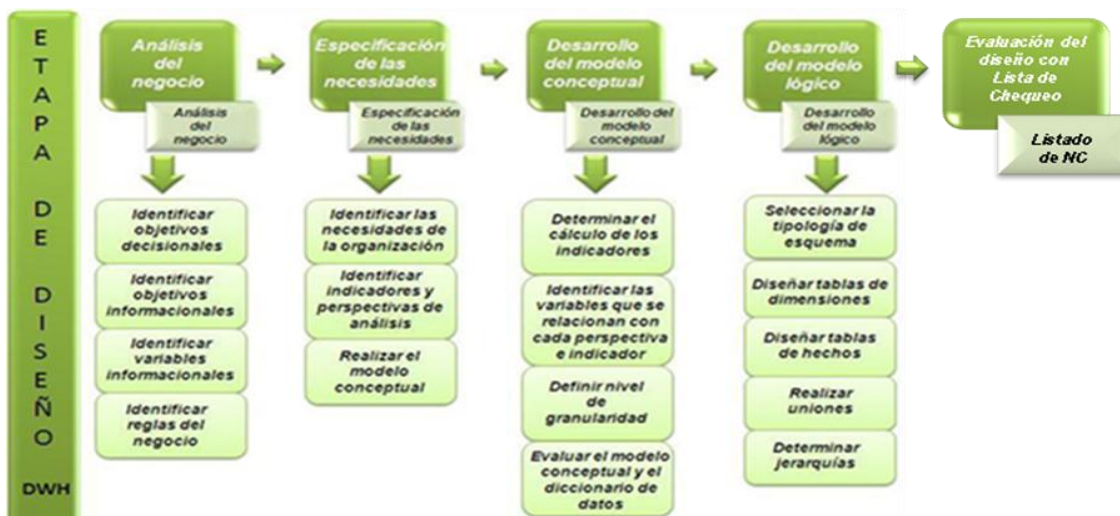 ETAPA DE DISEÑO
DWH
Análisis
del
negocio
Análisis
del
negocio
Identificar
objetivos
decisionales
Identificar
objetivos
informacionales
Identificar
variables
informacionales
Identificar
reglas del
negocio
Especificación
de las
necesidades
Especificación
de las
necesidades
Identificar las
necesidades de
la organización
Identificar
indicadores y
perspectivas de
análisis
Realizar el
modelo
conceptual
Desarrollo
del modelo
conceptual
Desarrollo del
modelo
conceptual
Determinar el
cálculo de los
indicadores
Identificar las
variables que se
relacionan con
cada perspectiva
e indicador
Definir nivel
de
granularidad
Evaluar el modelo
conceptual y el
diccionario de
datos
Desarrollo
del modelo
lógico
Desarrollo
del modelo
lógico
Seleccionar la
tipología de
esquema
Diseñar tablas de
dimensiones
Diseñar tablas
de hechos
Realizar
uniones
Determinar
jerarquías
Evaluación del
diseño con
Lista de
Chequeo
Listado
de NC